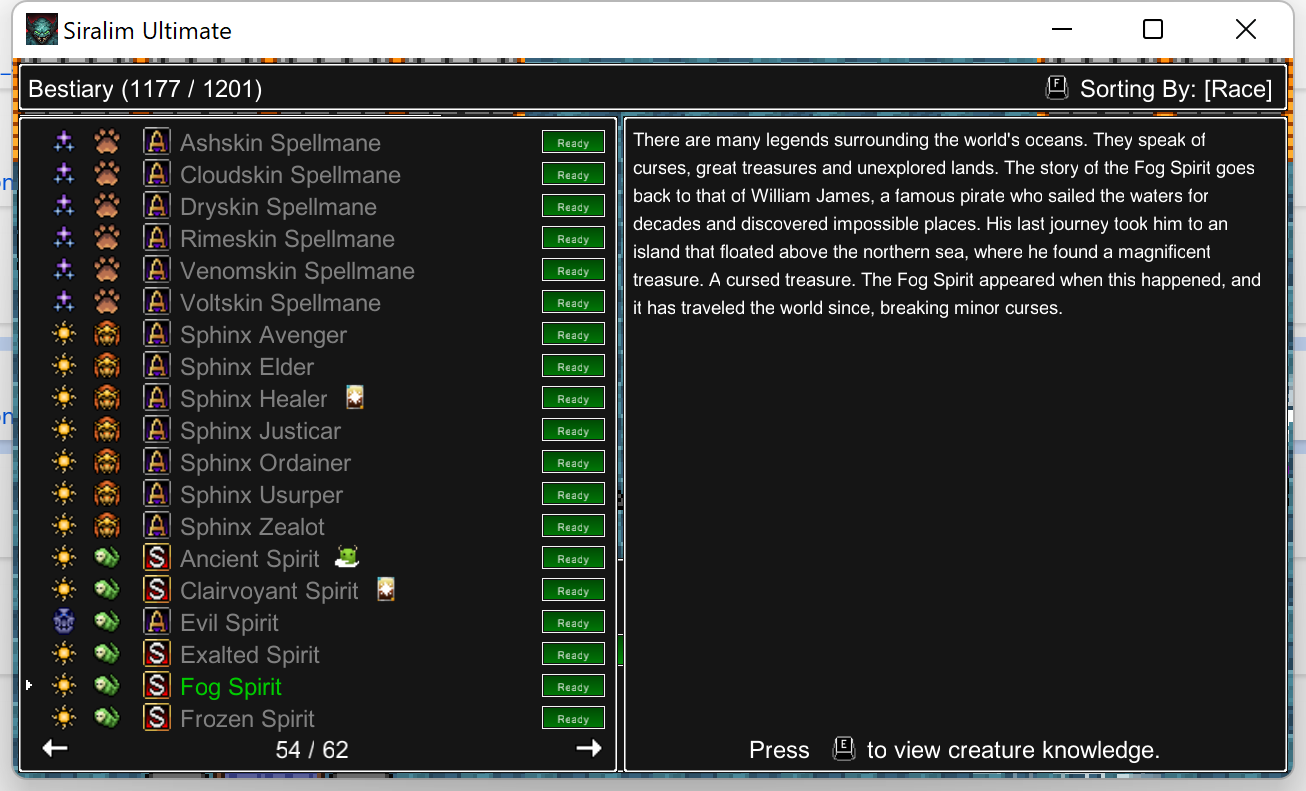 Siralim Ultimate
Bestiary (1177 / 1201)
F Sorting By: [Race]
A Ashskin Spellmane Ready
A Cloudskin Spellmane Ready
A Dryskin Spellmane Ready
A Rimeskin Spellmane Ready
A Venomskin Spellmane Ready
A Voltskin Spellmane Ready
A Sphinx Avenger Ready
A Sphinx Elder Ready
A Sphinx Healer Ready
A Sphinx Justicar Ready
A Sphinx Ordainer Ready
A Sphinx Usurper Ready
A Sphinx Zealot Ready
S Ancient Spirit Ready
S Clairvoyant Spirit Ready
A Evil Spirit Ready
S Exalted Spirit Ready
S Fog Spirit Ready
S Frozen Spirit Ready
54 / 62
There are many legends surrounding the world's oceans. They speak of
curses, great treasures and unexplored lands. The story of the Fog Spirit goes
back to that of William James, a famous pirate who sailed the waters for
decades and discovered impossible places. His last journey took him to an
island that floated above the northern sea, where he found a magnificent
treasure. A cursed treasure. The Fog Spirit appeared when this happened, and
it has traveled the world since, breaking minor curses.
Press E to view creature knowledge.